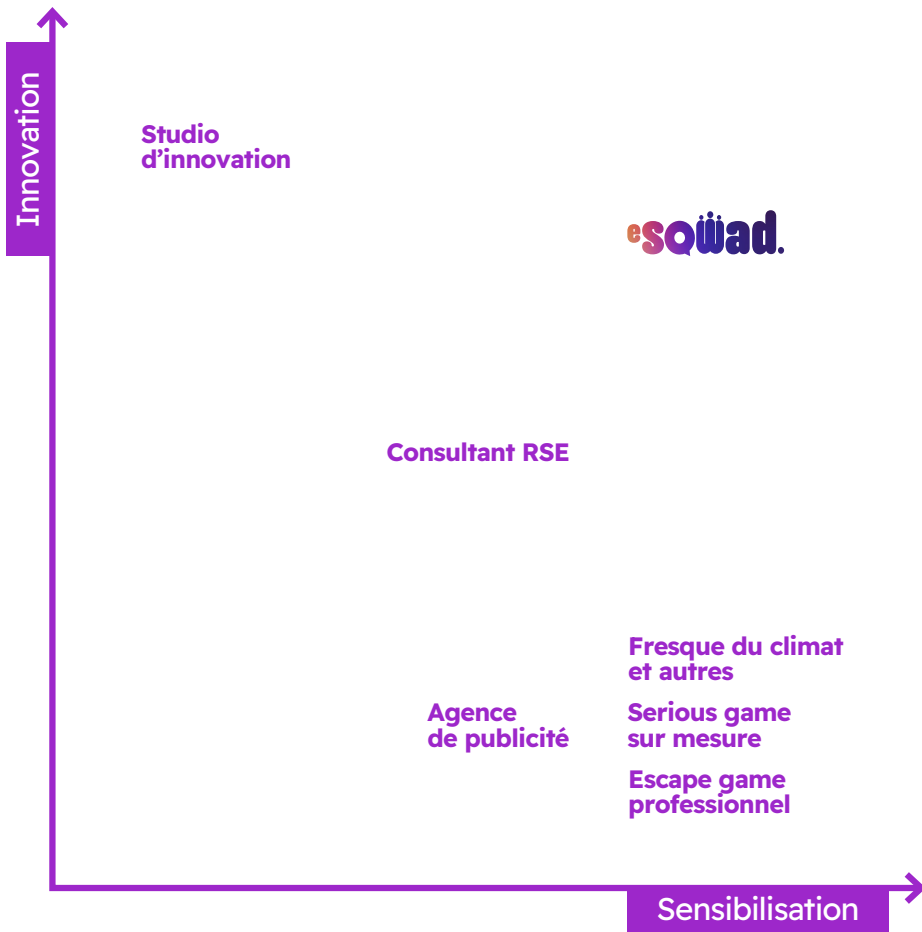 Innovation
Studio
d’innovation
esqwad.
Consultant RSE
Fresque du climat
et autres
Agence
de publicité
Serious game
sur mesure
Escape game
professionnel
Sensibilisation